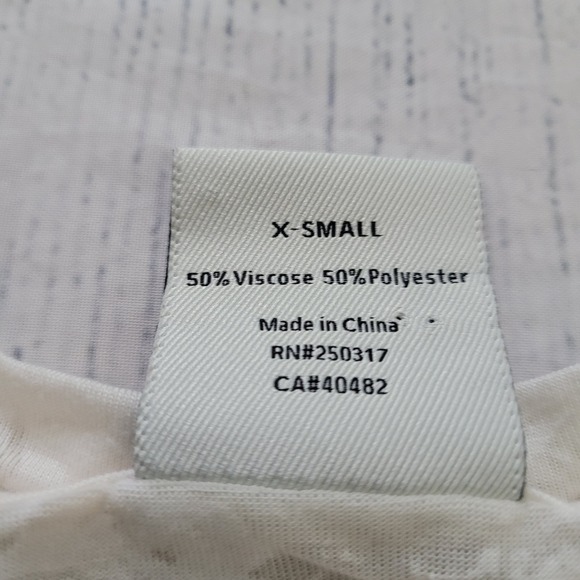 X-SMALL
50% Viscose 50% Polyester
Made in China
RN#250317
CA#40482